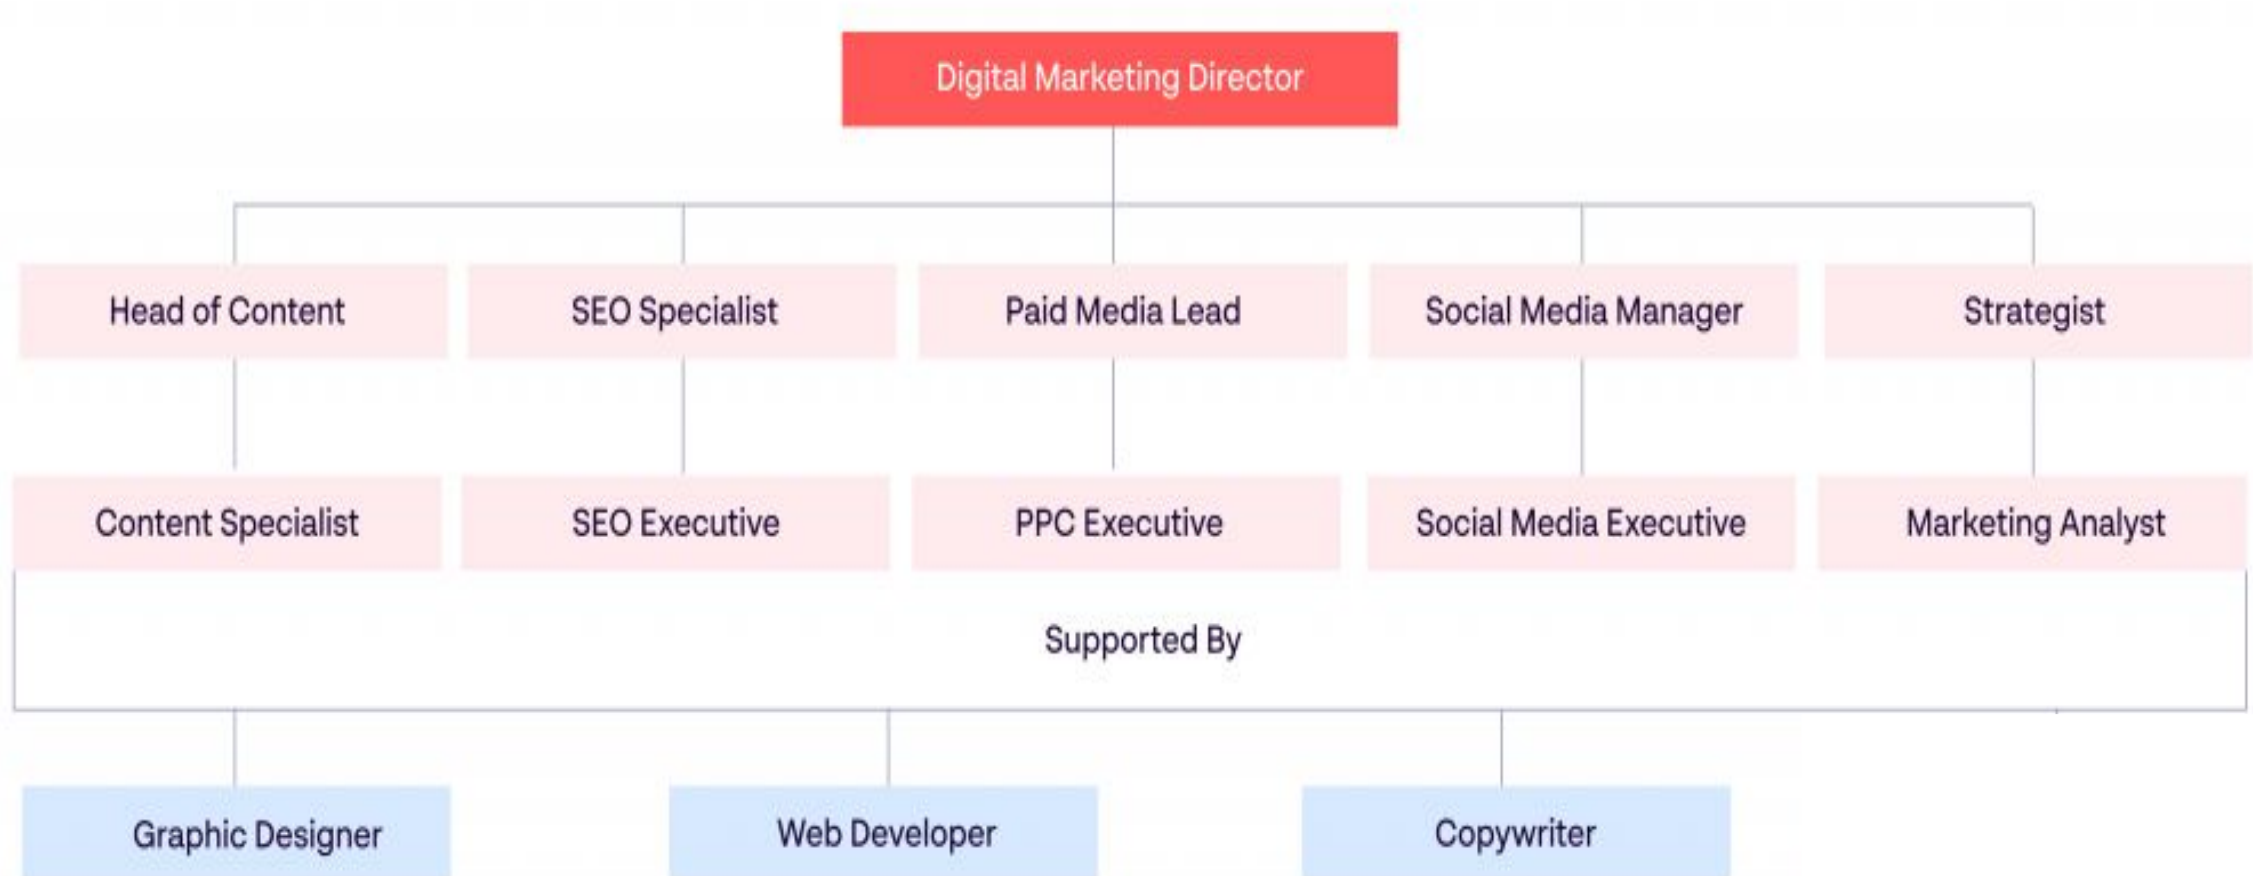 Digital Marketing Director
Head of Content
SEO Specialist
Paid Media Lead
Social Media Manager
Strategist
Content Specialist
SEO Executive
PPC Executive
Social Media Executive
Marketing Analyst
Supported By
Graphic Designer
Web Developer
Copywriter